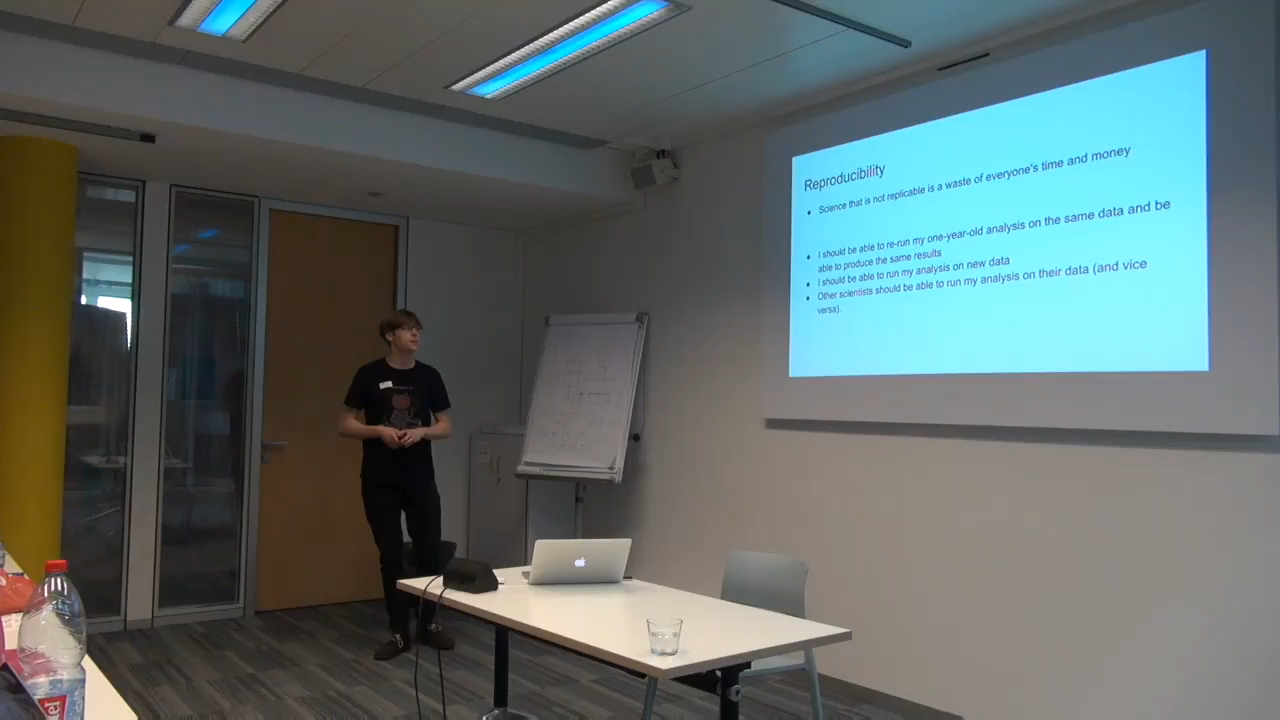 Reproducibility
• Science that is not replicable is a waste of everyone's time and money
• I should be able to re-run my one-year-old analysis on the same data and be
able to produce the same results
• I should be able to run my analysis on new data
• Other scientists should be able to run my analysis on their data (and vice
versa).